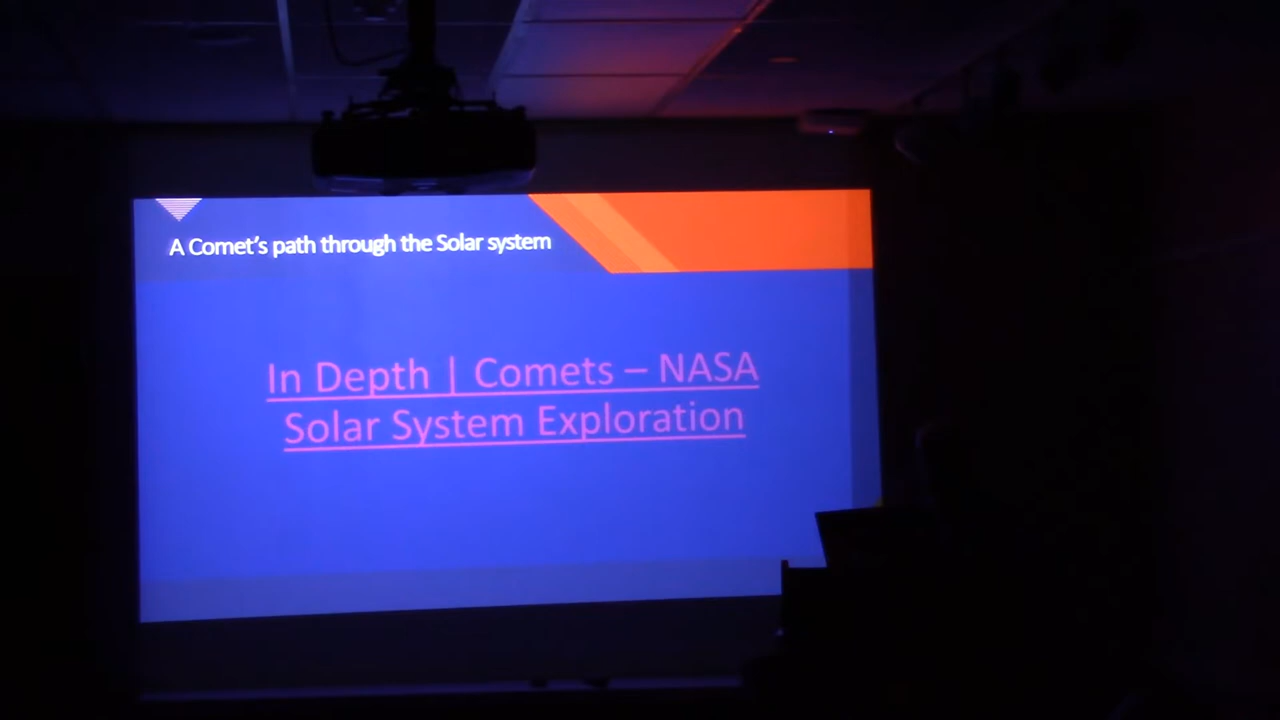 A Comet's path through the Solar system
In Depth | Comets – NASA
Solar System Exploration